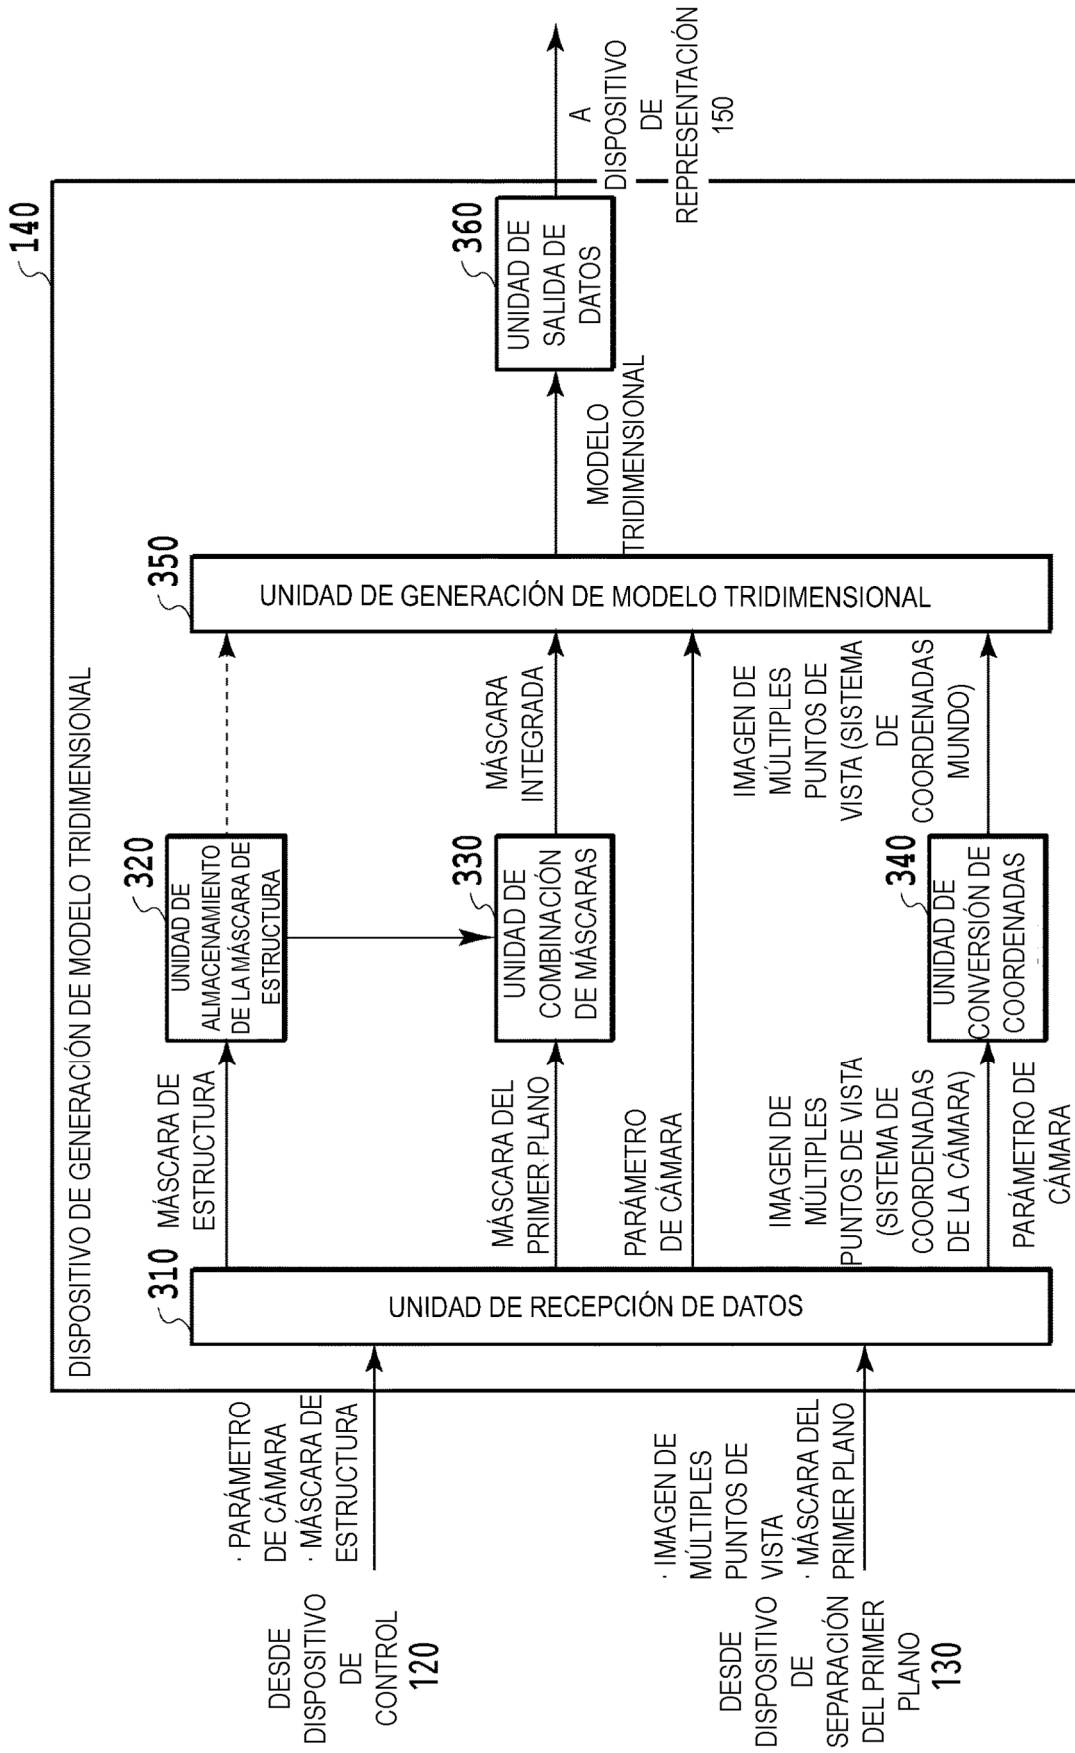 140
DISPOSITIVO DE GENERACIÓN DE MODELO TRIDIMENSIONAL
DESDE
DISPOSITIVO
DE
CONTROL
120
· PARÁMETRO
DE CÁMARA
· MÁSCARA DE
ESTRUCTURA
DESDE
DISPOSITIVO
DE
SEPARACIÓN
DEL PRIMER
PLANO
130
· IMAGEN DE
MÚLTIPLES
PUNTOS DE
VISTA
· MÁSCARA DEL
PRIMER PLANO
310
UNIDAD DE RECEPCIÓN DE DATOS
MÁSCARA DE
ESTRUCTURA
MÁSCARA DEL
PRIMER PLANO
PARÁMETRO
DE CÁMARA
IMAGEN DE
MÚLTIPLES
PUNTOS DE VISTA
(SISTEMA DE
COORDENADAS
DE LA CÁMARA)
PARÁMETRO DE
CÁMARA
320
UNIDAD DE
ALMACENAMIENTO
DE LA MÁSCARA DE
ESTRUCTURA
330
UNIDAD DE
COMBINACIÓN
DE MÁSCARAS
340
UNIDAD DE
CONVERSIÓN DE
COORDENADAS
MÁSCARA
INTEGRADA
IMAGEN DE
MÚLTIPLES
PUNTOS DE
VISTA (SISTEMA
DE
COORDENADAS
MUNDO)
350
UNIDAD DE GENERACIÓN DE MODELO TRIDIMENSIONAL
MODELO
TRIDIMENSIONAL
360
UNIDAD DE
SALIDA DE
DATOS
A
DISPOSITIVO
DE
REPRESENTACIÓN
150